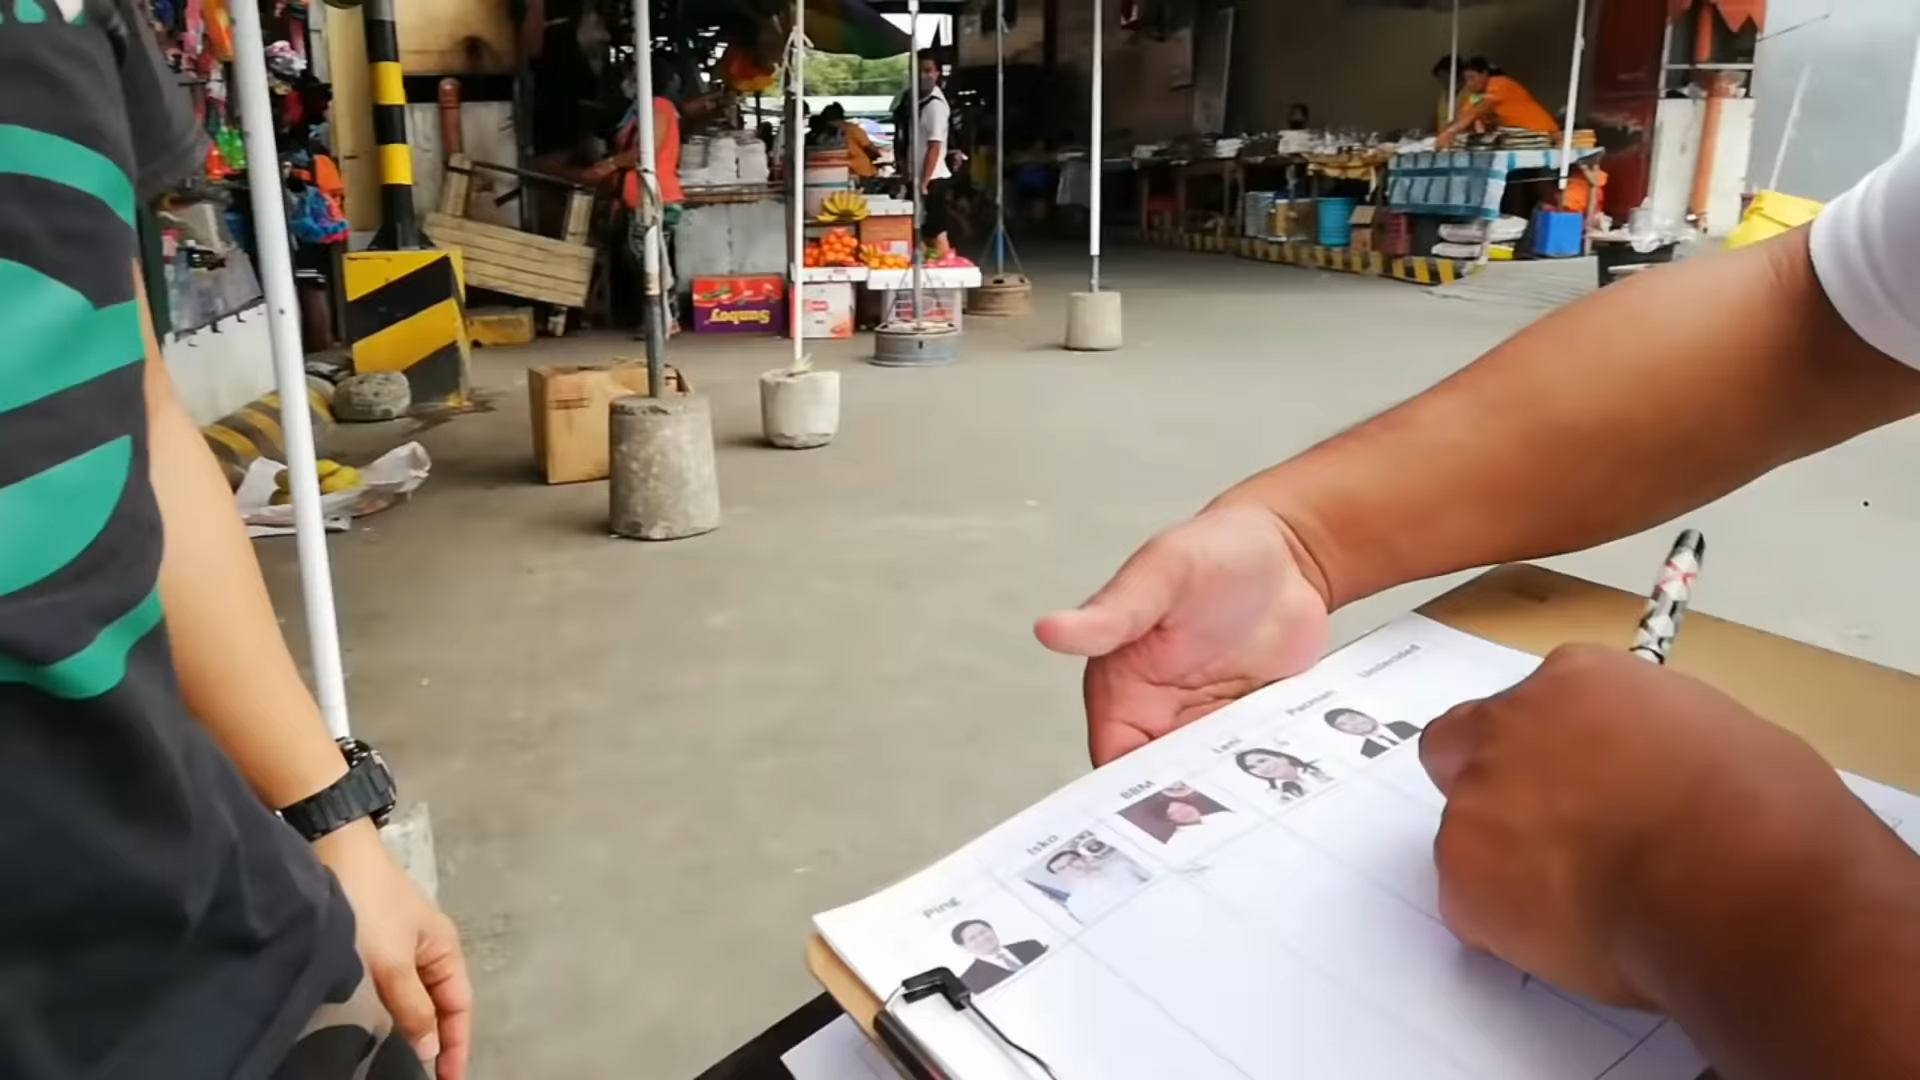 Sunboy
Ping
Isko
BBM
Leni
Pacman
Undecided